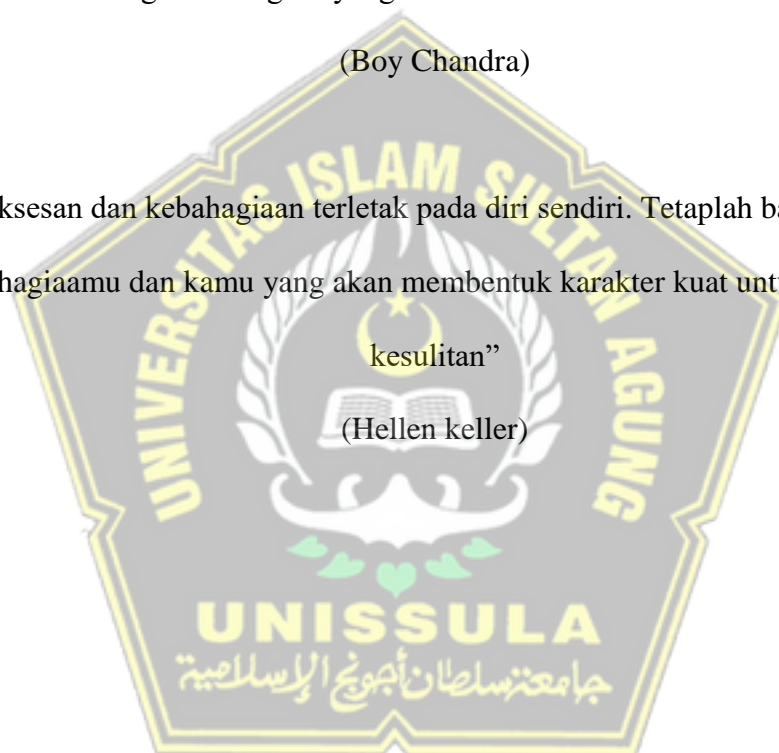 yang
(Boy Chandra)
ksesan dan kebahagiaan terletak pada diri sendiri. Tetaplah ba
hagiaamu dan kamu yang akan membentuk karakter kuat unt
kesulitan”
(Hellen keller)
UNIVERSITAS ISLAM SULTAN AGUNG
UNISSULA
جامعة سلطان أجونج الإسلامية